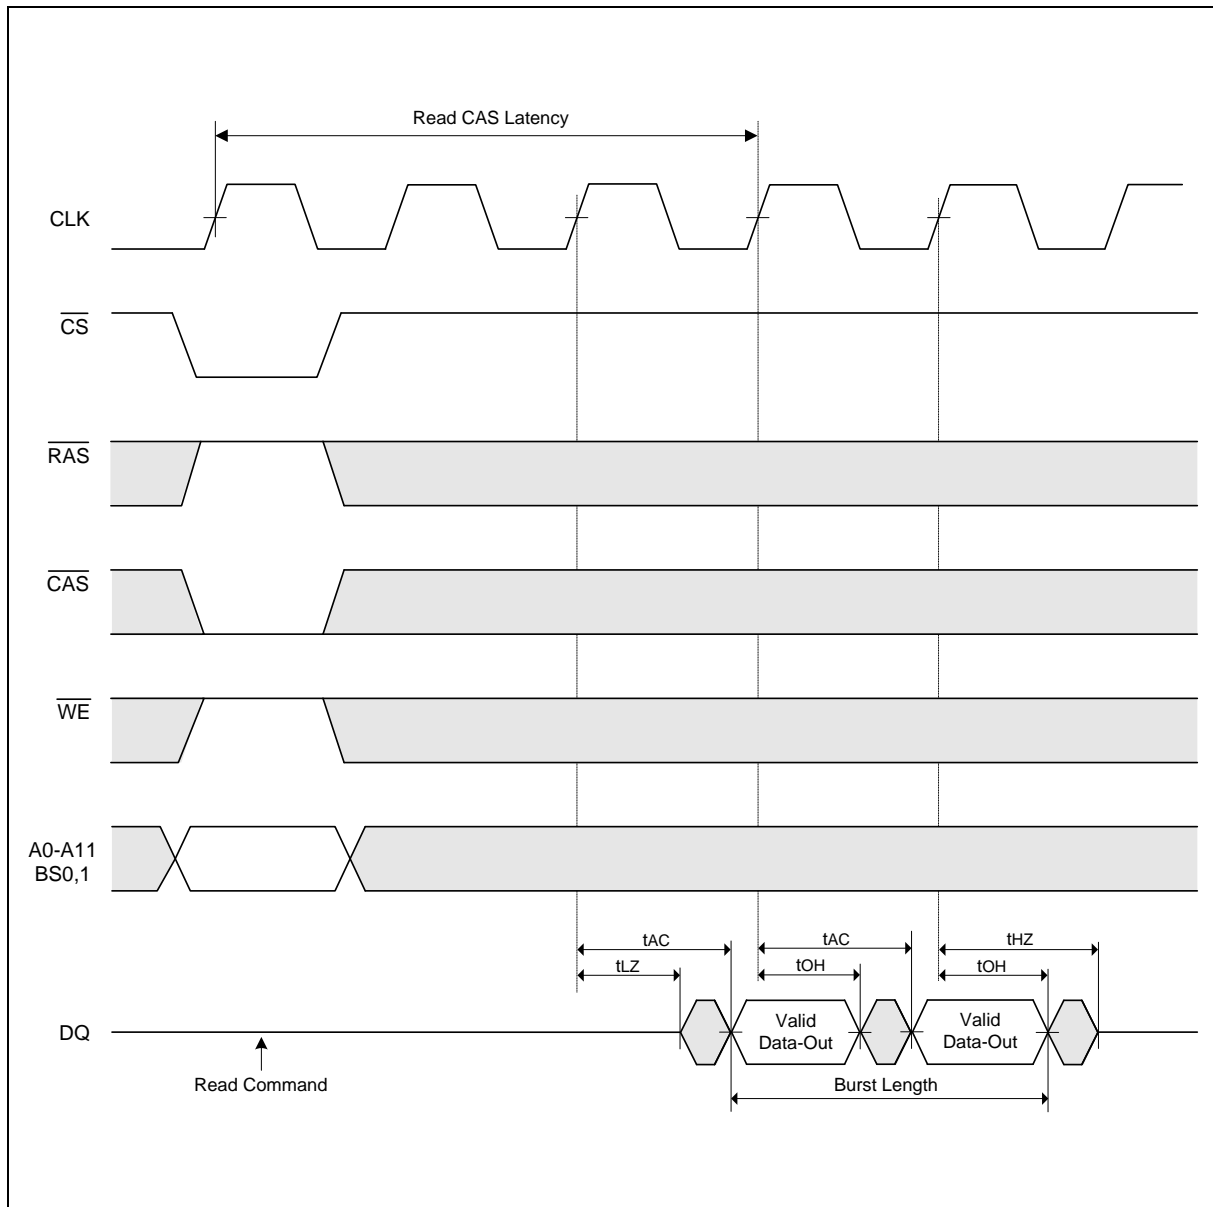 Read CAS Latency
CLK
CS
RAS
CAS
WE
A0-A11
BS0,1
tAC
tAC
tHZ
tLZ
tOH
tOH
DQ
Valid
Data-Out
Valid
Data-Out
Read Command
Burst Length